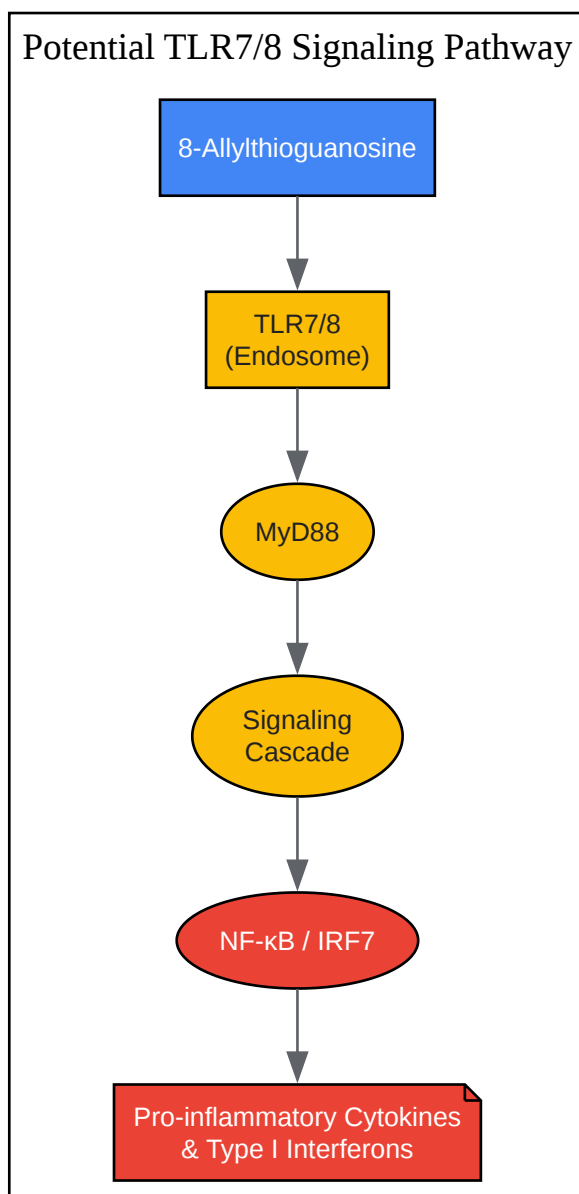 Potential TLR7/8 Signaling Pathway
8-Allylthioguanosine
TLR7/8
(Endosome)
MyD88
Signaling
Cascade
NF-κB / IRF7
Pro-inflammatory Cytokines
& Type I Interferons